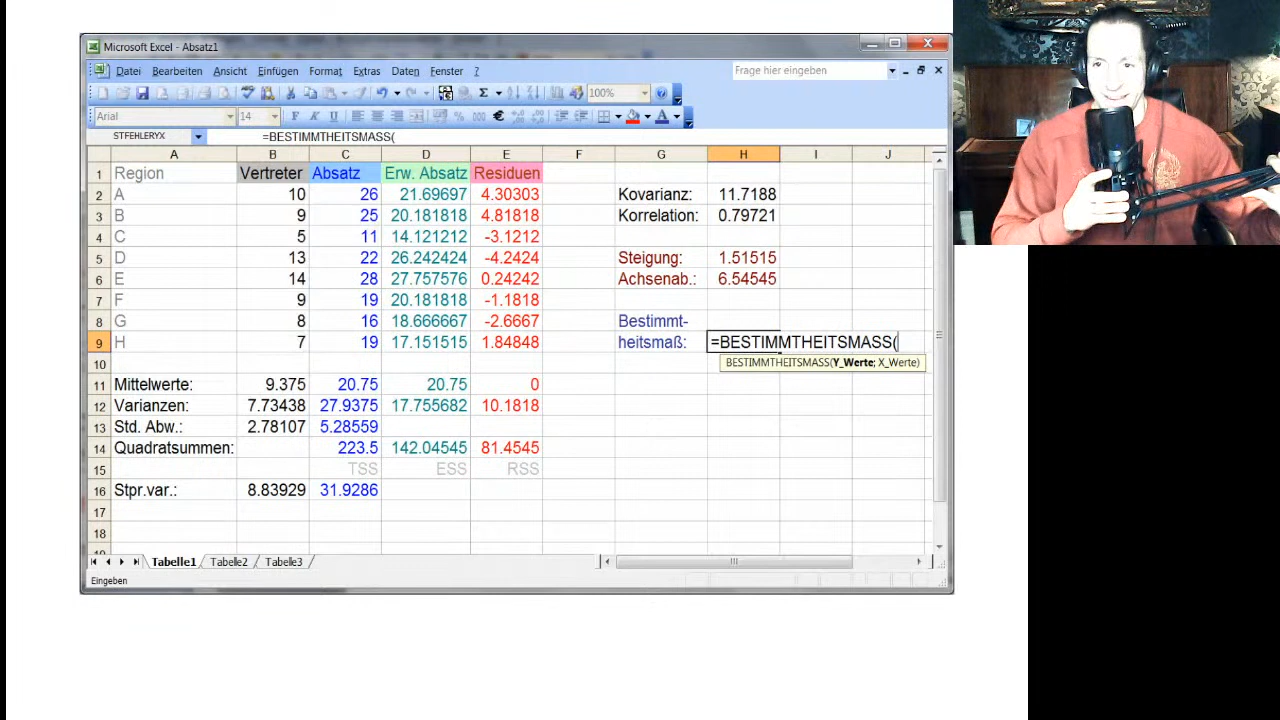 Microsoft Excel - Absatz1
Datei Bearbeiten Ansicht Einfügen Format Extras Daten Fenster ? Frage hier eingeben
100%
Arial 14 F K U
STFEHLERYX =BESTIMMTHEITSMASS(
A B C D E F G H I J
1 Region Vertreter Absatz Erw. Absatz Residuen
2 A 10 26 21.69697 4.30303 Kovarianz: 11.7188
3 B 9 25 20.181818 4.81818 Korrelation: 0.79721
4 C 5 11 14.121212 -3.1212
5 D 13 22 26.242424 -4.2424 Steigung: 1.51515
6 E 14 28 27.757576 0.24242 Achsenab.: 6.54545
7 F 9 19 20.181818 -1.1818
8 G 8 16 18.666667 -2.6667 Bestimmt-
9 H 7 19 17.151515 1.84848 heitsmaß: =BESTIMMTHEITSMASS(
10 BESTIMMTHEITSMASS(Y_Werte; X_Werte)
11 Mittelwerte: 9.375 20.75 20.75 0
12 Varianzen: 7.73438 27.9375 17.755682 10.1818
13 Std. Abw.: 2.78107 5.28559
14 Quadratsummen: 223.5 142.04545 81.4545
15 TSS ESS RSS
16 Stpr.var.: 8.83929 31.9286
17
18
Tabelle1 Tabelle2 Tabelle3
Eingeben